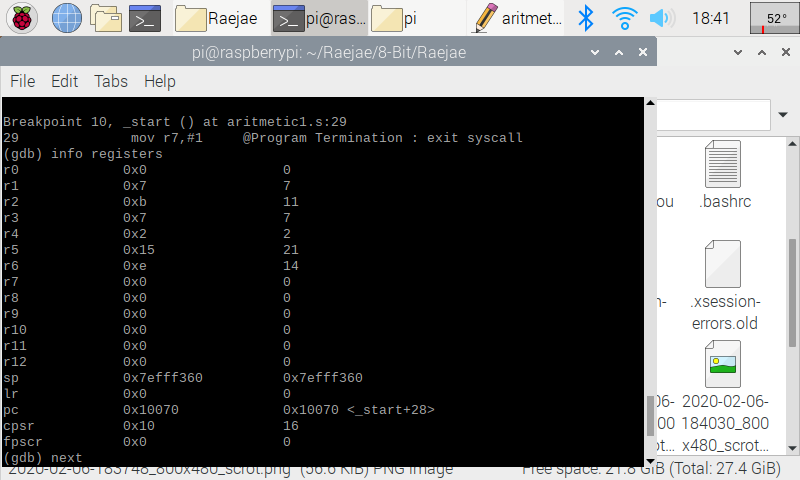 Raejae
pi@ras...
pi
aritmet...
18:41
52°
pi@raspberrypi: ~/Raejae/8-Bit/Raejae
File Edit Tabs Help
Breakpoint 10, _start () at aritmetic1.s:29
29 mov r7,#1 @Program Termination : exit syscall
(gdb) info registers
r0 0x0 0
r1 0x7 7
r2 0xb 11
r3 0x7 7
r4 0x2 2
r5 0x15 21
r6 0xe 14
r7 0x0 0
r8 0x0 0
r9 0x0 0
r10 0x0 0
r11 0x0 0
r12 0x0 0
sp 0x7efff360 0x7efff360
lr 0x0 0
pc 0x10070 0x10070 <_start+28>
cpsr 0x10 16
fpscr 0x0 0
(gdb) next
ou
.bashrc
n-
.xsession-
errors.old
06-
2020-02-06-
00
184030_800
ot...
x480_scrot...
2020-02-06-183748_800x480_scrot.png (56.6 KiB) PNG image
Free space: 21.8 GiB (Total: 27.4 GiB)